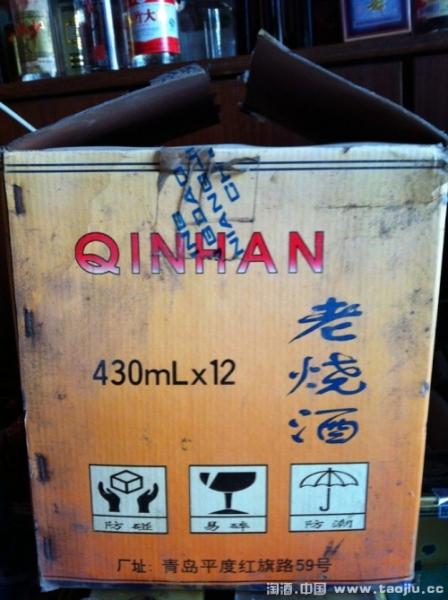 QINHAN
老烧酒
430mLx12
防碰
易碎
防潮
厂址: 青岛平度红旗路59号
淘酒.中国 www.taojiu.cc